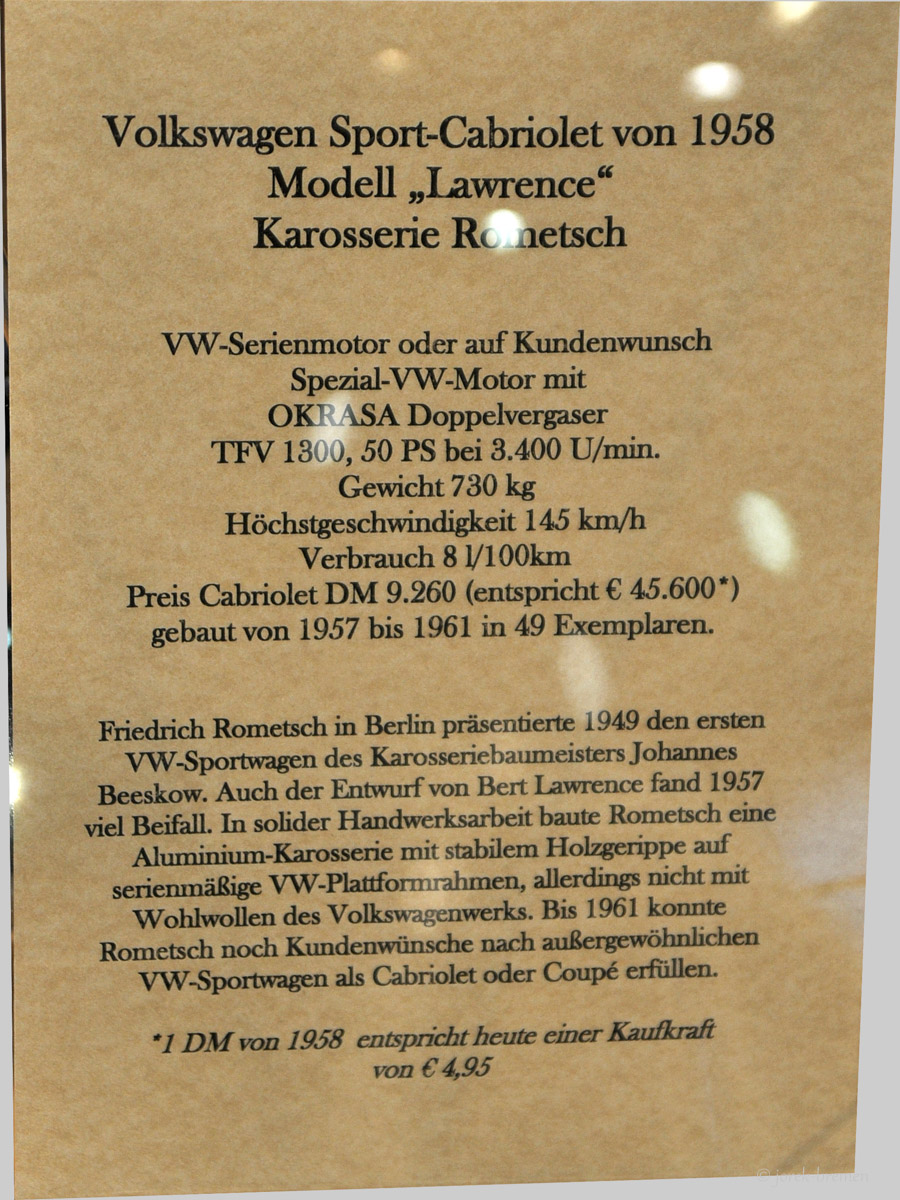 Volkswagen Sport-Cabriolet von 1958
Modell „Lawrence“
Karosserie Rometsch
VW-Serienmotor oder auf Kundenwunsch
Spezial-VW-Motor mit
OKRASA Doppelvergaser
TFV 1300, 50 PS bei 3.400 U/min.
Gewicht 730 kg
Höchstgeschwindigkeit 145 km/h
Verbrauch 8 l/100km
Preis Cabriolet DM 9.260 (entspricht € 45.600*)
gebaut von 1957 bis 1961 in 49 Exemplaren.
Friedrich Rometsch in Berlin präsentierte 1949 den ersten
VW-Sportwagen des Karosseriebaumeisters Johannes
Beeskow. Auch der Entwurf von Bert Lawrence fand 1957
viel Beifall. In solider Handwerksarbeit baute Rometsch eine
Aluminium-Karosserie mit stabilem Holzgerippe auf
serienmäßige VW-Plattformrahmen, allerdings nicht mit
Wohlwollen des Volkswagenwerks. Bis 1961 konnte
Rometsch noch Kundenwünsche nach außergewöhnlichen
VW-Sportwagen als Cabriolet oder Coupé erfüllen.
*1 DM von 1958 entspricht heute einer Kaufkraft
von € 4,95